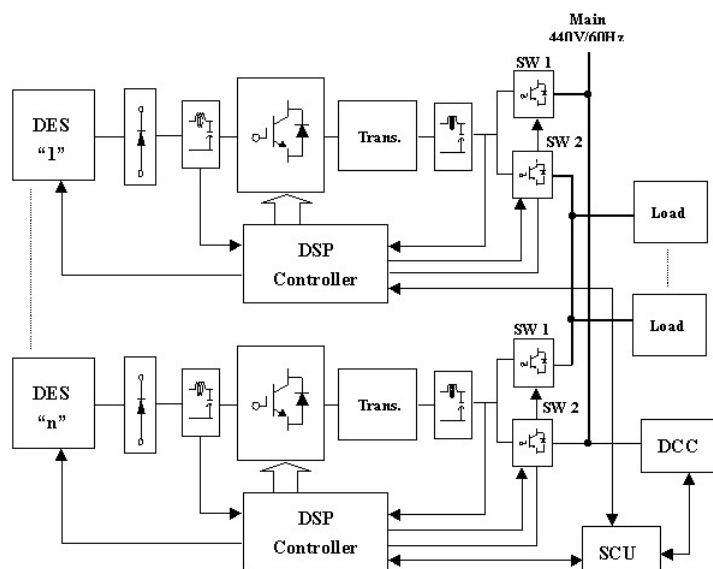 Main
440V/60Hz
SW 1
DES
“1”
Trans.
SW 2
Load
DSP
Controller
Load
SW 1
DES
“n”
Trans.
SW 2
DCC
DSP
Controller
SCU